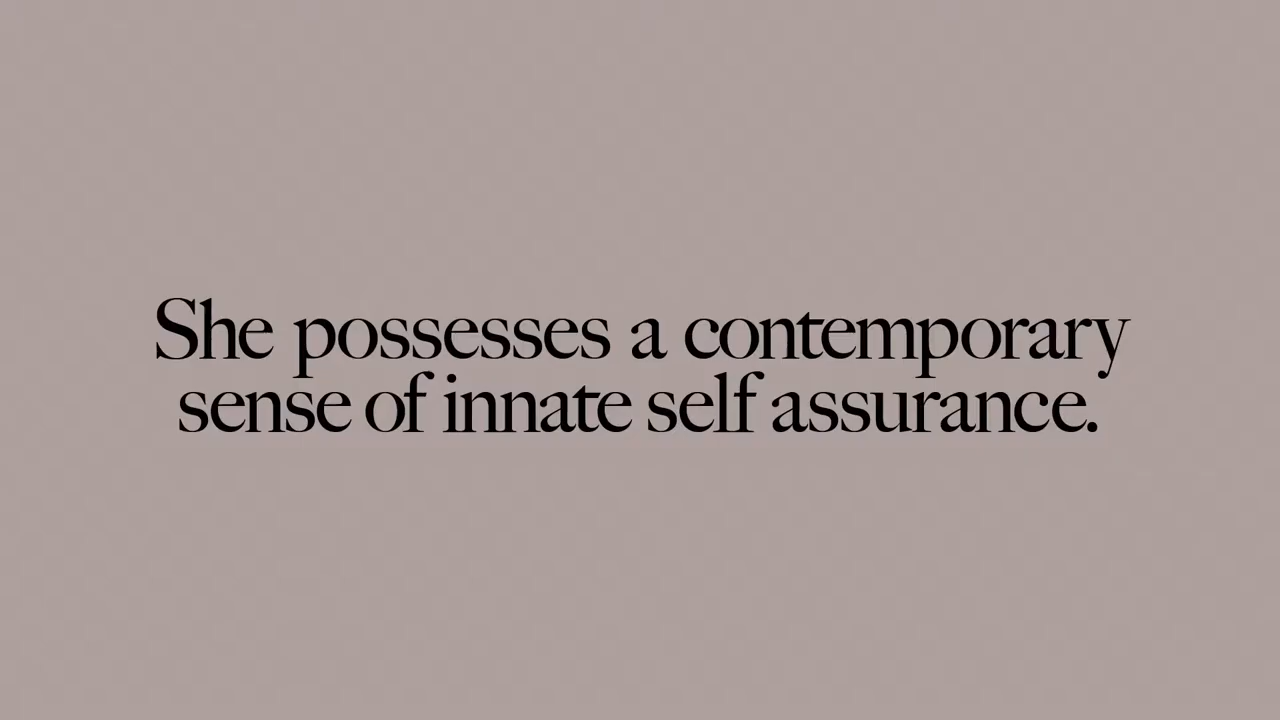 She possesses a contemporary
sense of innate self assurance.